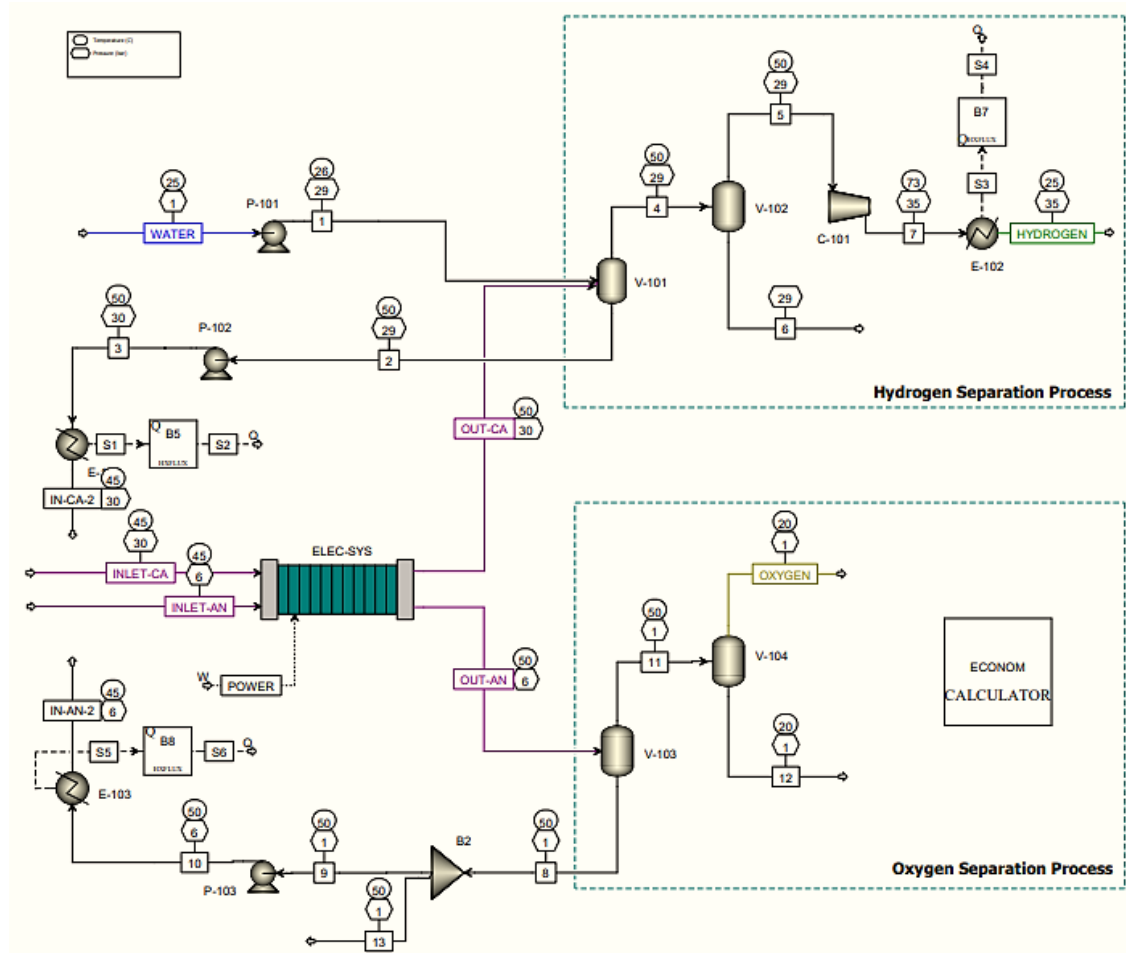 Temperature (C)
Pressure (bar)
Q
S4
50
29
5
B7
Q HXFLUX
S3
25
1
WATER
P-101
26
29
1
50
29
4
V-102
C-101
73
35
7
25
35
HYDROGEN
E-102
V-101
29
6
50
30
3
P-102
50
29
2
Hydrogen Separation Process
50
OUT-CA
30
Q
B5
HXFLUX
S1
S2
Q
E-
45
IN-CA-2
30
45
30
INLET-CA
45
6
INLET-AN
ELEC-SYS
W
POWER
20
1
OXYGEN
50
1
11
V-104
ECONOM
CALCULATOR
50
OUT-AN
6
45
IN-AN-2
6
Q
B8
HXFLUX
S5
S6
Q
V-103
20
1
12
E-103
50
6
10
P-103
50
1
9
B2
50
1
8
Oxygen Separation Process
50
1
13